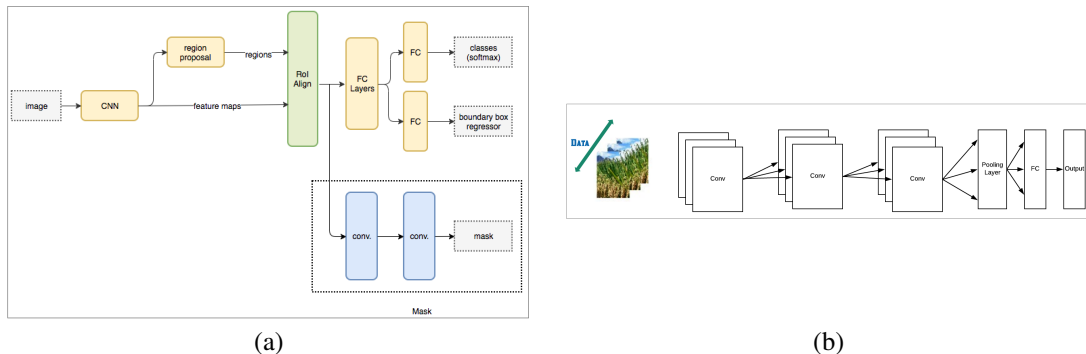 region
proposal
regions
RoI
Align
FC
Layers
FC
classes
(softmax)
image
CNN
feature maps
FC
boundary box
regressor
conv.
conv.
mask
Mask
(a)
DATA
Conv
Conv
Conv
Pooling
Layer
FC
Output
(b)